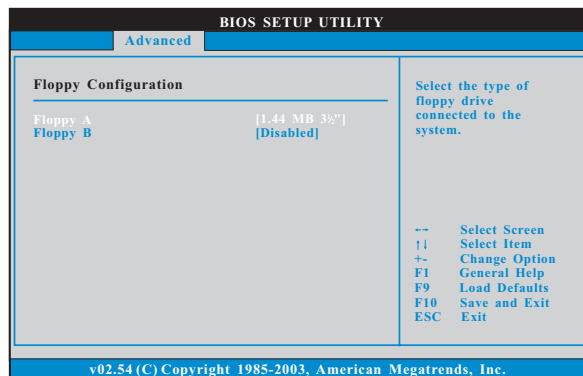 BIOS SETUP UTILITY
Advanced
Floppy Configuration
Floppy A [1.44 MB 3½"]
Floppy B [Disabled]
Select the type of
floppy drive
connected to the
system.
←→ Select Screen
↑↓ Select Item
+- Change Option
F1 General Help
F9 Load Defaults
F10 Save and Exit
ESC Exit
v02.54 (C) Copyright 1985-2003, American Megatrends, Inc.